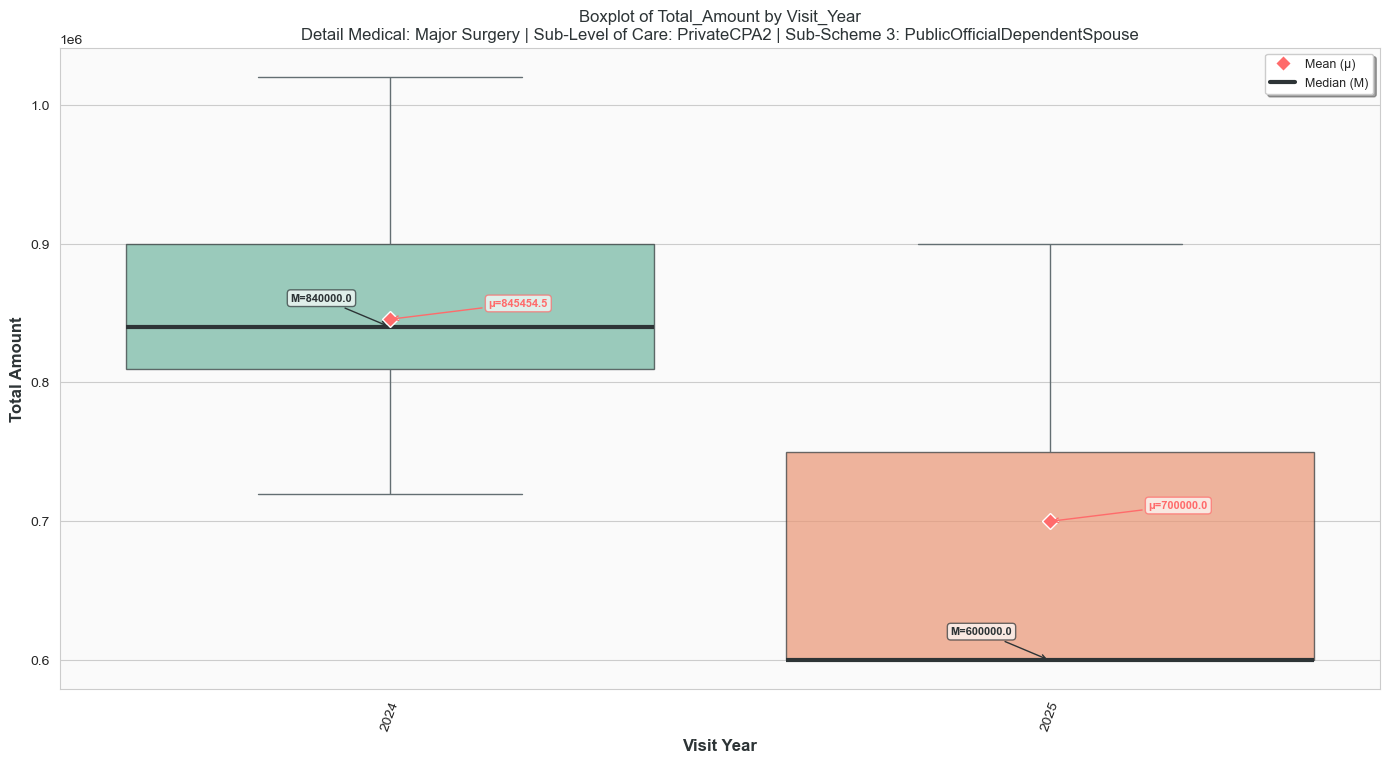 Boxplot of Total_Amount by Visit_Year
Detail Medical: Major Surgery | Sub-Level of Care: PrivateCPA2 | Sub-Scheme 3: PublicOfficialDependentSpouse
1e6
Mean (μ)
Median (M)
1.0
0.9
0.8
0.7
0.6
Total Amount
M=840000.0
μ=845454.5
μ=700000.0
M=600000.0
2024
2025
Visit Year